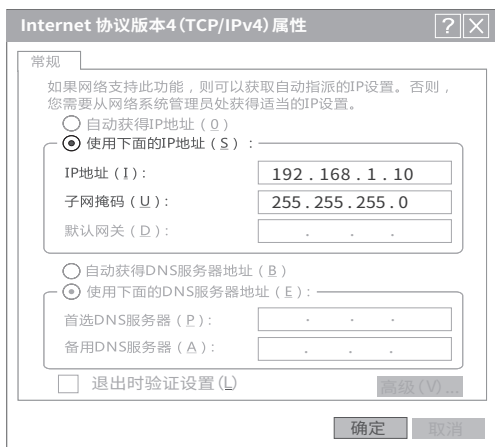 Internet 协议版本4(TCP/IPv4)属性
常规
如果网络支持此功能，则可以获取自动指派的IP设置。否则，
您需要从网络系统管理员处获得适当的IP设置。
自动获得IP地址(O)
使用下面的IP地址(S)：
IP地址(I)： 192.168.1.10
子网掩码(U)： 255.255.255.0
默认网关(D)： . . .
自动获得DNS服务器地址(B)
使用下面的DNS服务器地址(E)：
首选DNS服务器(P)： . . .
备用DNS服务器(A)： . . .
退出时验证设置(L) 高级(V)...
确定 取消